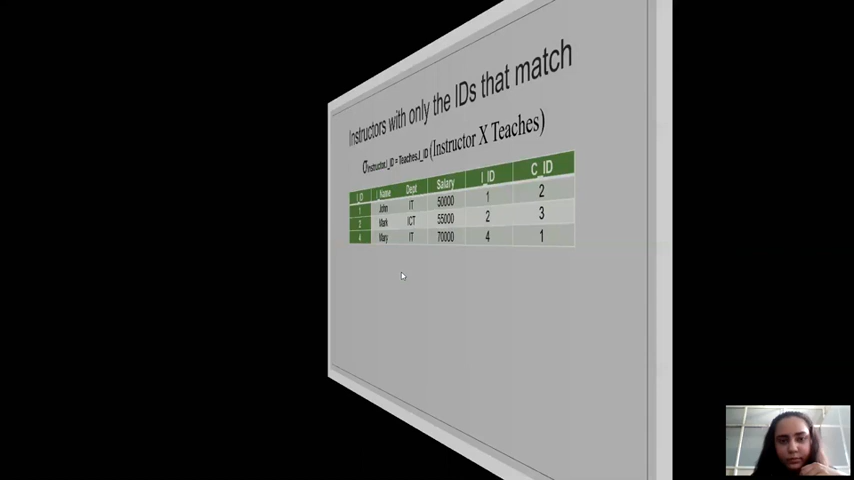 Instructors with only the IDs that match
σInstructor.I_ID = Teaches.I_ID (Instructor X Teaches)
I_ID I_Name Dept Salary I_ID C_ID
1 John IT 50000 1 2
2 Mark ICT 55000 2 3
4 Mary IT 70000 4 1